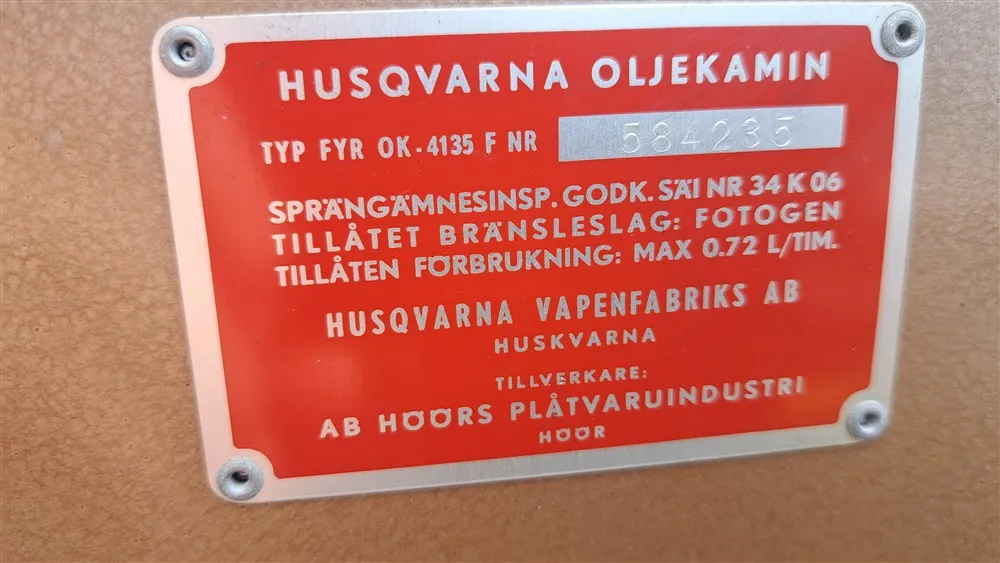 HUSQVARNA OLJEKAMIN
TYP FYR OK-4135 F NR 584235
SPRÄNGÄMNESINSP. GODK. SÄI NR 34 K 06
TILLÅTET BRÄNSLESLAG: FOTOGEN
TILLÅTEN FÖRBRUKNING: MAX 0.72 L/TIM.
HUSQVARNA VAPENFABRIKS AB
HUSKVARNA
TILLVERKARE:
AB HÖÖRS PLÅTVARUINDUSTRI
HÖÖR